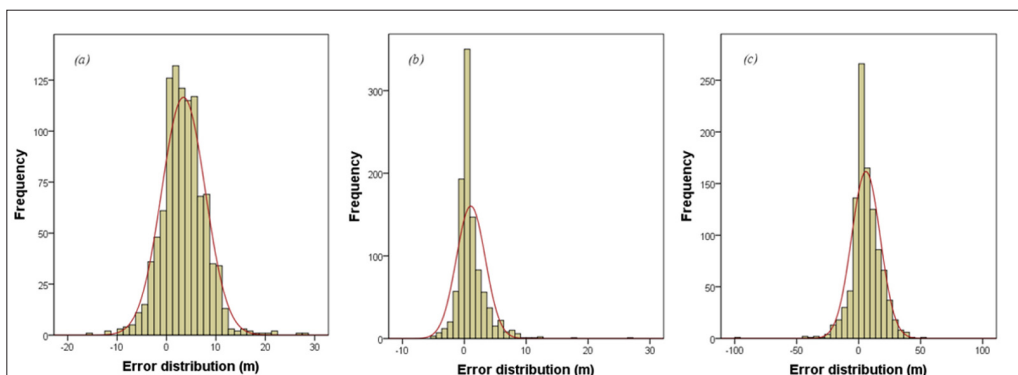 (a)
Frequency
125
100
75
50
25
0
-20 -10 0 10 20 30
Error distribution (m)
(b)
Frequency
300
200
100
0
-10 0 10 20 30
Error distribution (m)
(c)
Frequency
250
200
150
100
50
0
-100 -50 0 50 100
Error distribution (m)